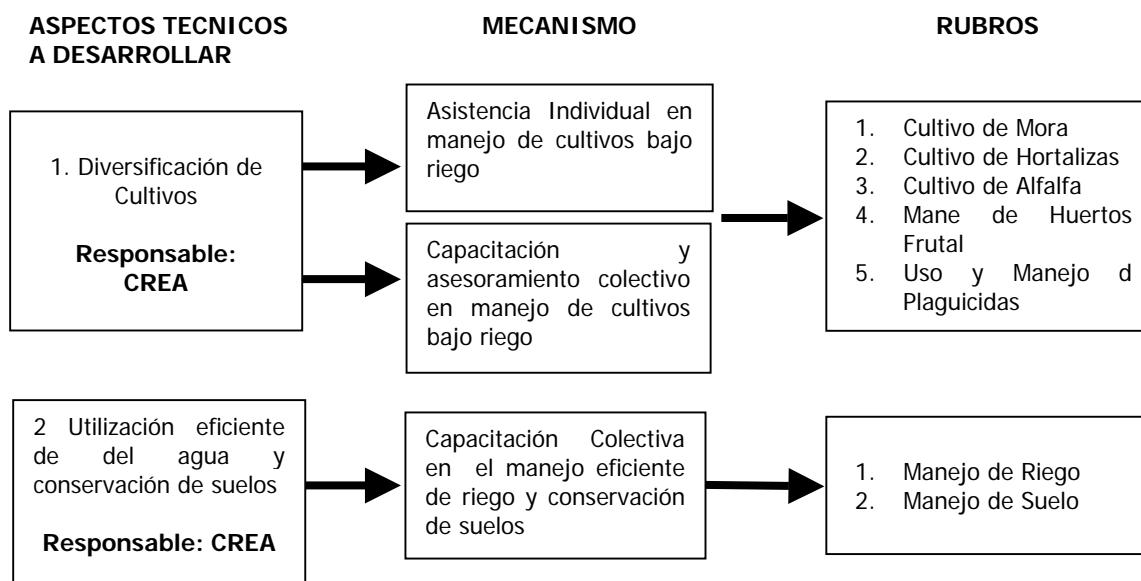 ASPECTOS TECNICOS
A DESARROLLAR
MECANISMO
RUBROS
1. Diversificación de
Cultivos
Responsable:
CREA
Asistencia Individual en
manejo de cultivos bajo
riego
Capacitación y
asesoramiento colectivo
en manejo de cultivos
bajo riego
1. Cultivo de Mora
2. Cultivo de Hortalizas
3. Cultivo de Alfalfa
4. Mane de Huertos
Frutal
5. Uso y Manejo d
Plaguicidas
2 Utilización eficiente
de del agua y
conservación de suelos
Responsable: CREA
Capacitación Colectiva
en el manejo eficiente
de riego y conservación
de suelos
1. Manejo de Riego
2. Manejo de Suelo